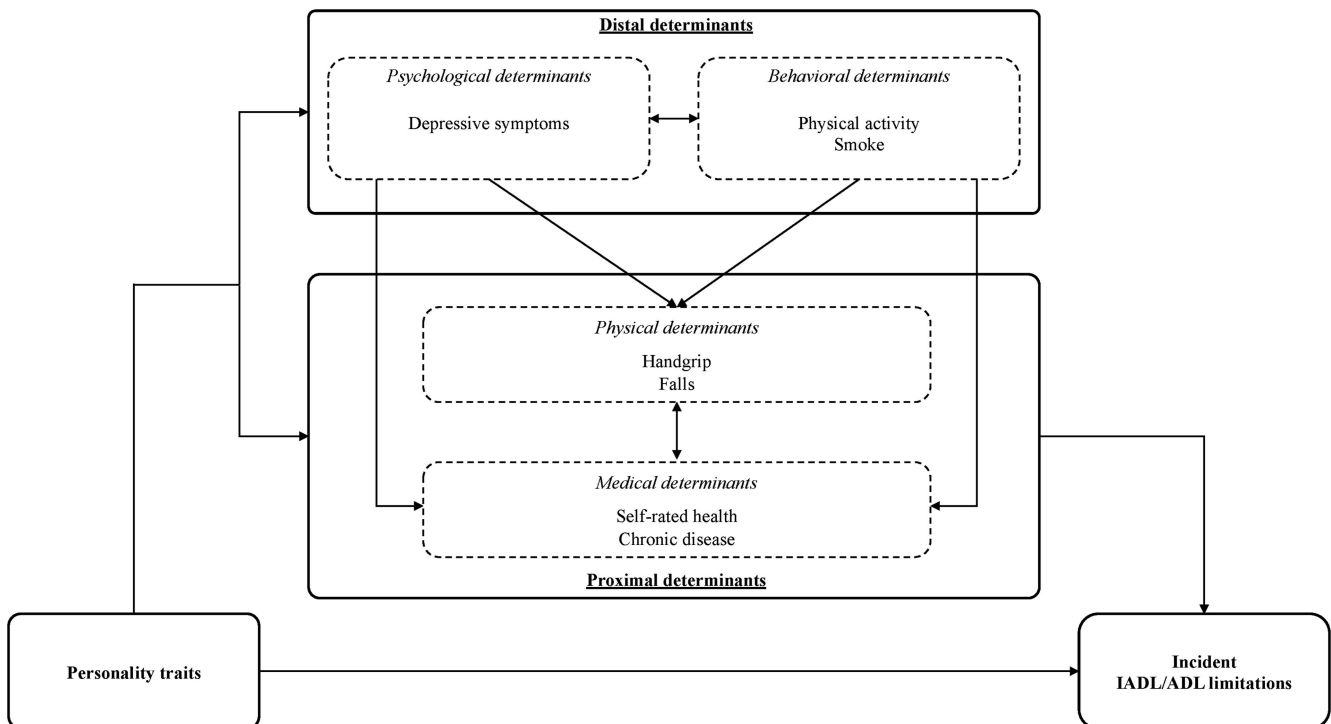 Distal determinants
Psychological determinants
Depressive symptoms
Behavioral determinants
Physical activity
Smoke
Physical determinants
Handgrip
Falls
Medical determinants
Self-rated health
Chronic disease
Proximal determinants
Personality traits
Incident
IADL/ADL limitations